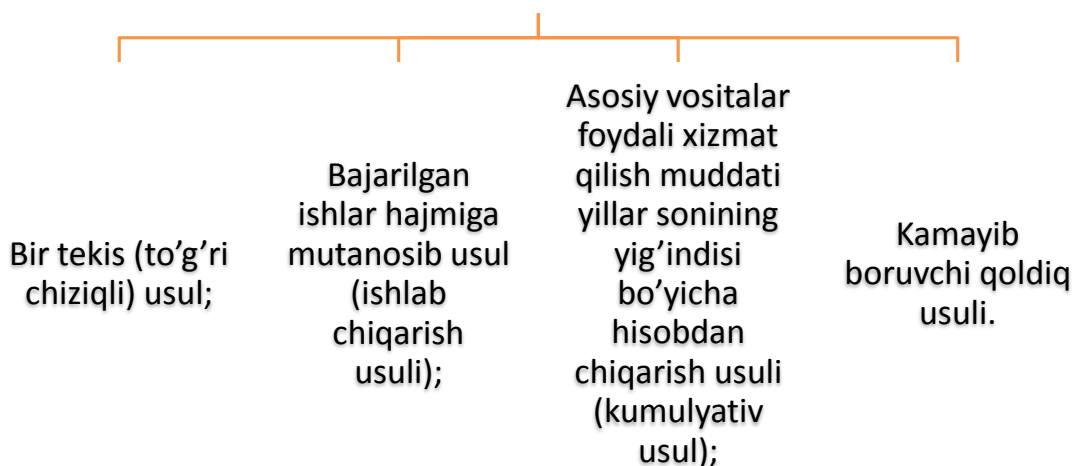 Bir tekis (to’g’ri
chiziqli) usul;
Bajarilgan
ishlar hajmiga
mutanosib usul
(ishlab
chiqarish
usuli);
Asosiy vositalar
foydali xizmat
qilish muddati
yillar sonining
yig’indisi
bo’yicha
hisobdan
chiqarish usuli
(kumulyativ
usul);
Kamayib
boruvchi qoldiq
usuli.